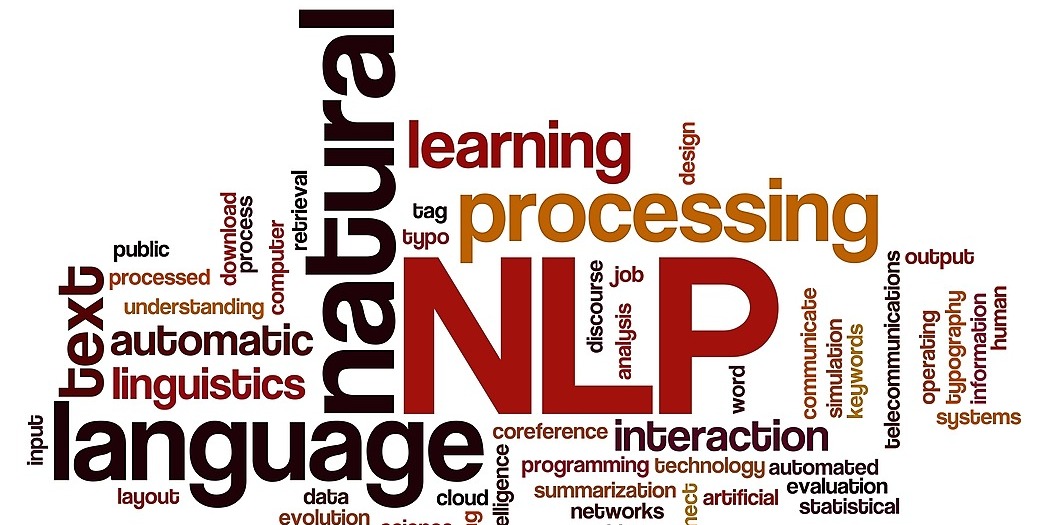 natural
learning
design
processing
tag
typo
retrieval
download
process
computer
public
processed
understanding
text
automatic
linguistics
NLP
discourse
job
analysis
word
communicate
simulation
keywords
telecommunications
output
operating
typography
information
human
systems
input
language
coreference
interaction
programming
technology
automated
evaluation
statistical
layout
data
evolution
cloud
summarization
networks
artificial
elligence
nect
science